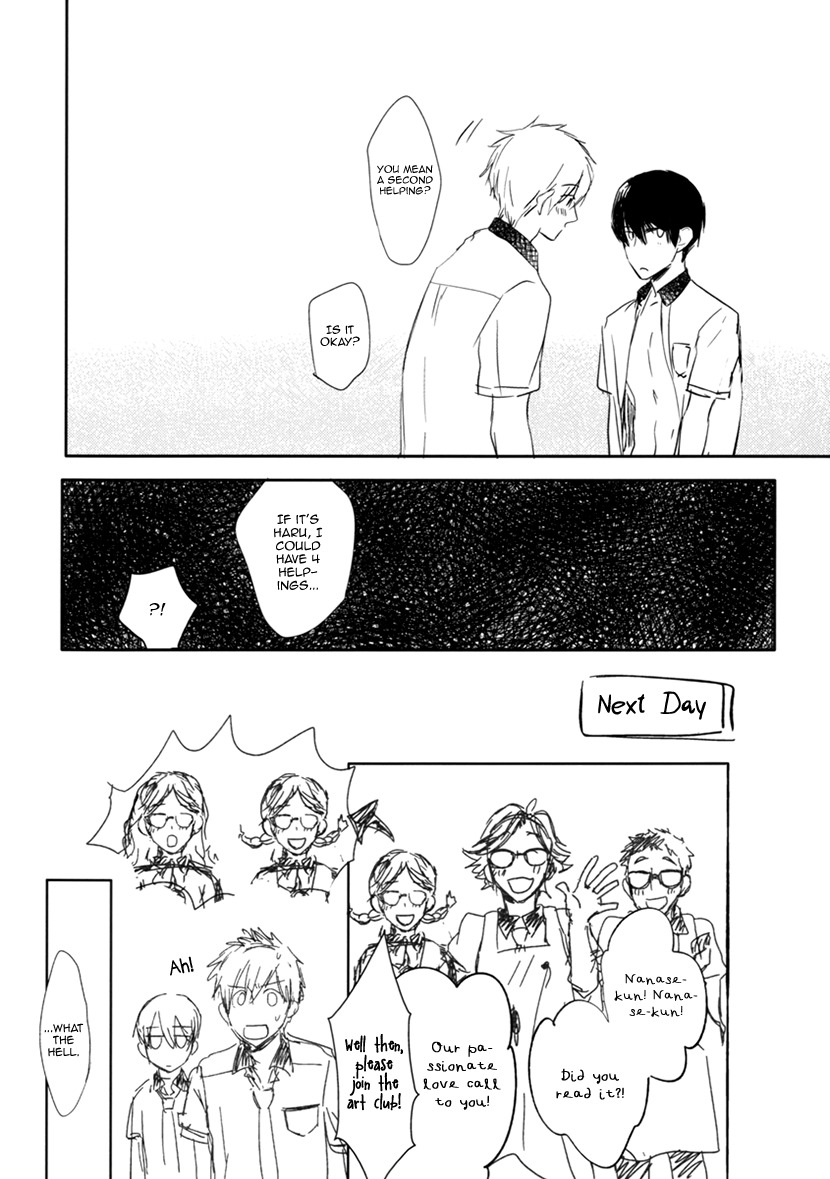 YOU MEAN
A SECOND
HELPING?
IS IT
OKAY?
IF IT'S
HARU, I
COULD
HAVE 4
HELP-
INGS...
?!
Next Day
Nanase-
kun! Nana-
se-kun!
Did you
read it?!
Our pa-
ssionate
love call
to you!
Well then,
please
join the
art club!
Ah!
...WHAT
THE
HELL.